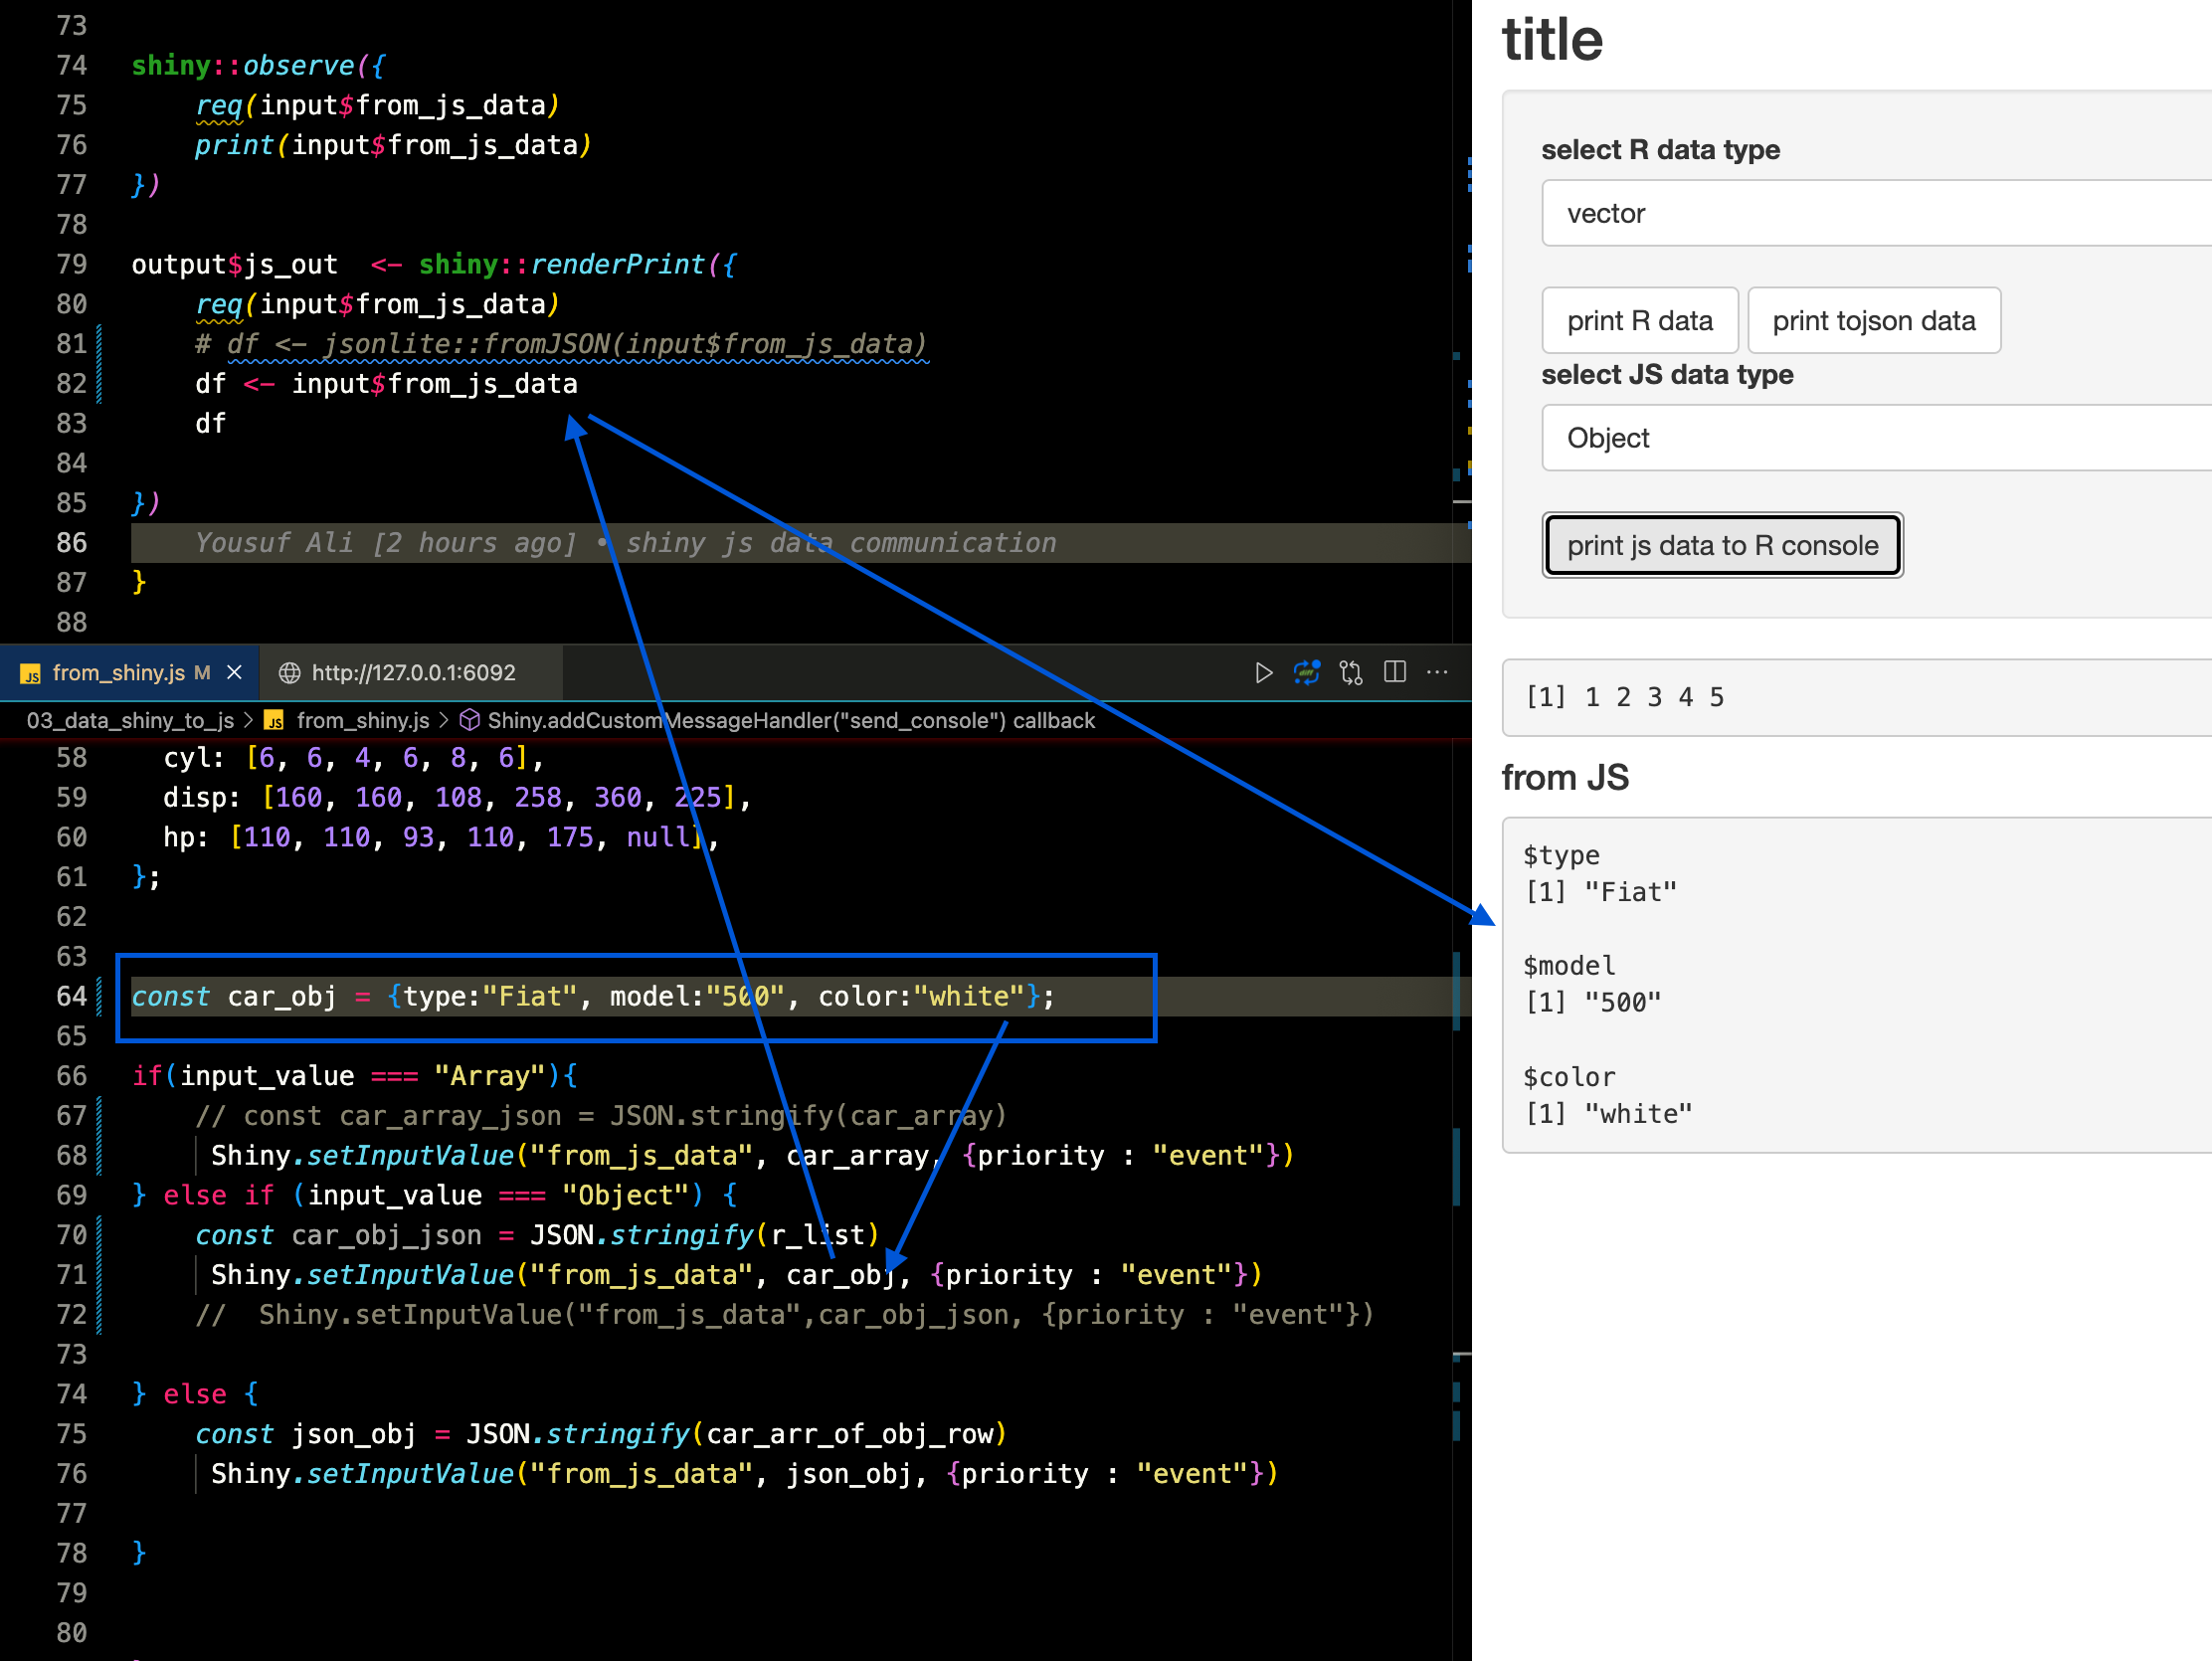 73
74 shiny::observe({
75 req(input$from_js_data)
76 print(input$from_js_data)
77 })
78
79 output$js_out  <- shiny::renderPrint({
80 req(input$from_js_data)
81 # df <- jsonlite::fromJSON(input$from_js_data)
82 df <- input$from_js_data
83 df
84
85 })
86 Yousuf Ali [2 hours ago] • shiny js data communication
87 }
88
JS from_shiny.js M × http://127.0.0.1:6092
03_data_shiny_to_js > JS from_shiny.js > Shiny.addCustomMessageHandler("send_console") callback
58 cyl: [6, 6, 4, 6, 8, 6],
59 disp: [160, 160, 108, 258, 360, 225],
60 hp: [110, 110, 93, 110, 175, null],
61 };
62
63
64 const car_obj = {type:"Fiat", model:"500", color:"white"};
65
66 if(input_value === "Array"){
67 // const car_array_json = JSON.stringify(car_array)
68 Shiny.setInputValue("from_js_data", car_array, {priority : "event"})
69 } else if (input_value === "Object") {
70 const car_obj_json = JSON.stringify(r_list)
71 Shiny.setInputValue("from_js_data", car_obj, {priority : "event"})
72 //  Shiny.setInputValue("from_js_data",car_obj_json, {priority : "event"})
73
74 } else {
75 const json_obj = JSON.stringify(car_arr_of_obj_row)
76 Shiny.setInputValue("from_js_data", json_obj, {priority : "event"})
77
78 }
79
80
title
select R data type
vector
print R data print tojson data
select JS data type
Object
print js data to R console
[1] 1 2 3 4 5
from JS
$type
[1] "Fiat"
$model
[1] "500"
$color
[1] "white"